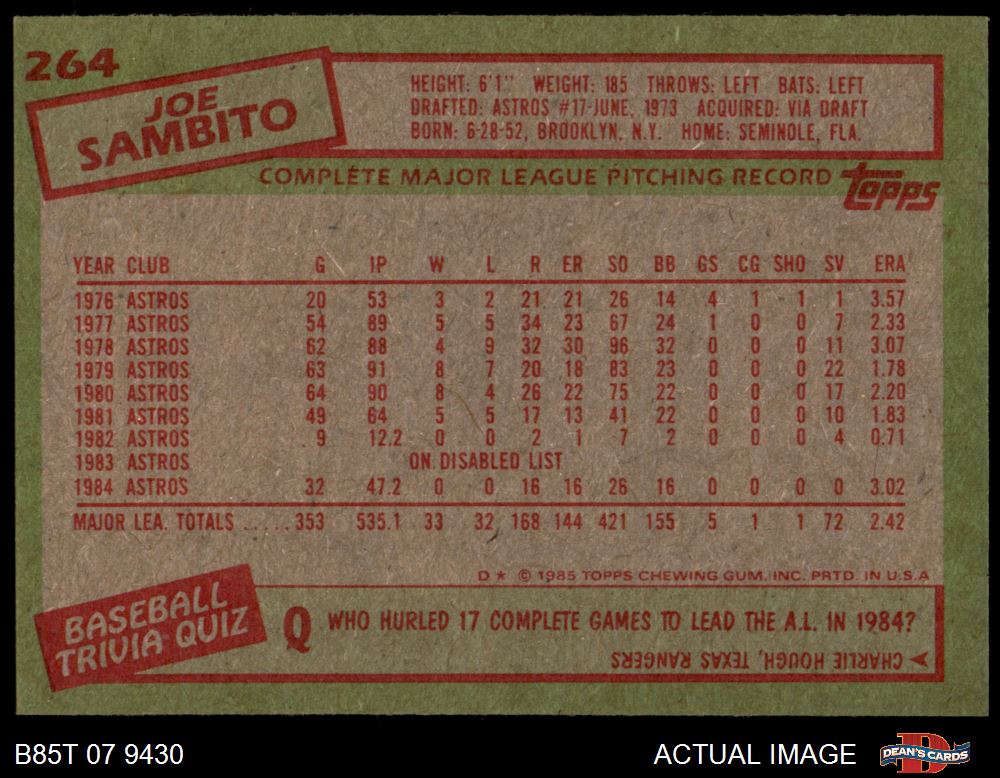 264
JOE
SAMBITO
HEIGHT: 6'1" WEIGHT: 185 THROWS: LEFT BATS: LEFT
DRAFTED: ASTROS #17-JUNE, 1973 ACQUIRED: VIA DRAFT
BORN: 6-28-52, BROOKLYN, N.Y. HOME: SEMINOLE, FLA.
COMPLETE MAJOR LEAGUE PITCHING RECORD
Topps
YEAR CLUB G IP W L R ER SO BB GS CG SHO SV ERA
1976 ASTROS 20 53 3 2 21 21 26 14 4 1 1 1 3.57
1977 ASTROS 54 89 5 5 34 23 67 24 1 0 0 7 2.33
1978 ASTROS 62 88 4 9 32 30 96 32 0 0 0 11 3.07
1979 ASTROS 63 91 8 7 20 18 83 23 0 0 0 22 1.78
1980 ASTROS 64 90 8 4 26 22 75 22 0 0 0 17 2.20
1981 ASTROS 49 64 5 5 17 13 41 22 0 0 0 10 1.83
1982 ASTROS 9 12.2 0 0 2 1 7 2 0 0 0 4 0.71
1983 ASTROS ON DISABLED LIST
1984 ASTROS 32 47.2 0 0 16 16 26 16 0 0 0 0 3.02
MAJOR LEA. TOTALS ..... 353 535.1 33 32 168 144 421 155 5 1 1 72 2.42
D★ © 1985 TOPPS CHEWING GUM, INC. PRTD. IN U.S.A
BASEBALL
TRIVIA QUIZ
Q WHO HURLED 17 COMPLETE GAMES TO LEAD THE A.L. IN 1984?
CHARLIE HOUGH, TEXAS RANGERS
B85T 07 9430
ACTUAL IMAGE
DEAN'S CARDS